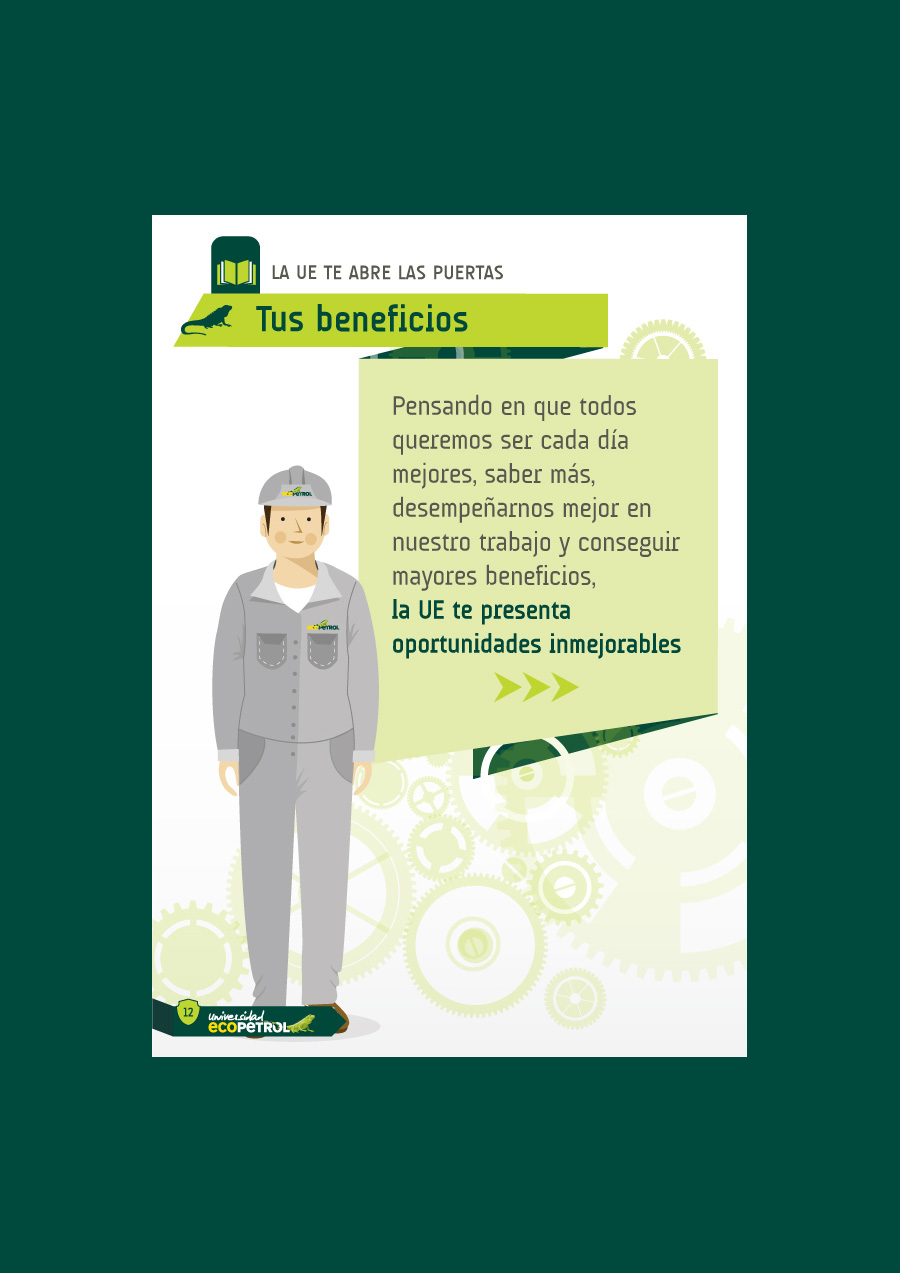 LA UE TE ABRE LAS PUERTAS
Tus beneficios
Pensando en que todos
queremos ser cada día
mejores, saber más,
desempeñarnos mejor en
nuestro trabajo y conseguir
mayores beneficios,
la UE te presenta
oportunidades inmejorables
ECOPETROL
ECOPETROL
12
universidad
ECOPETROL